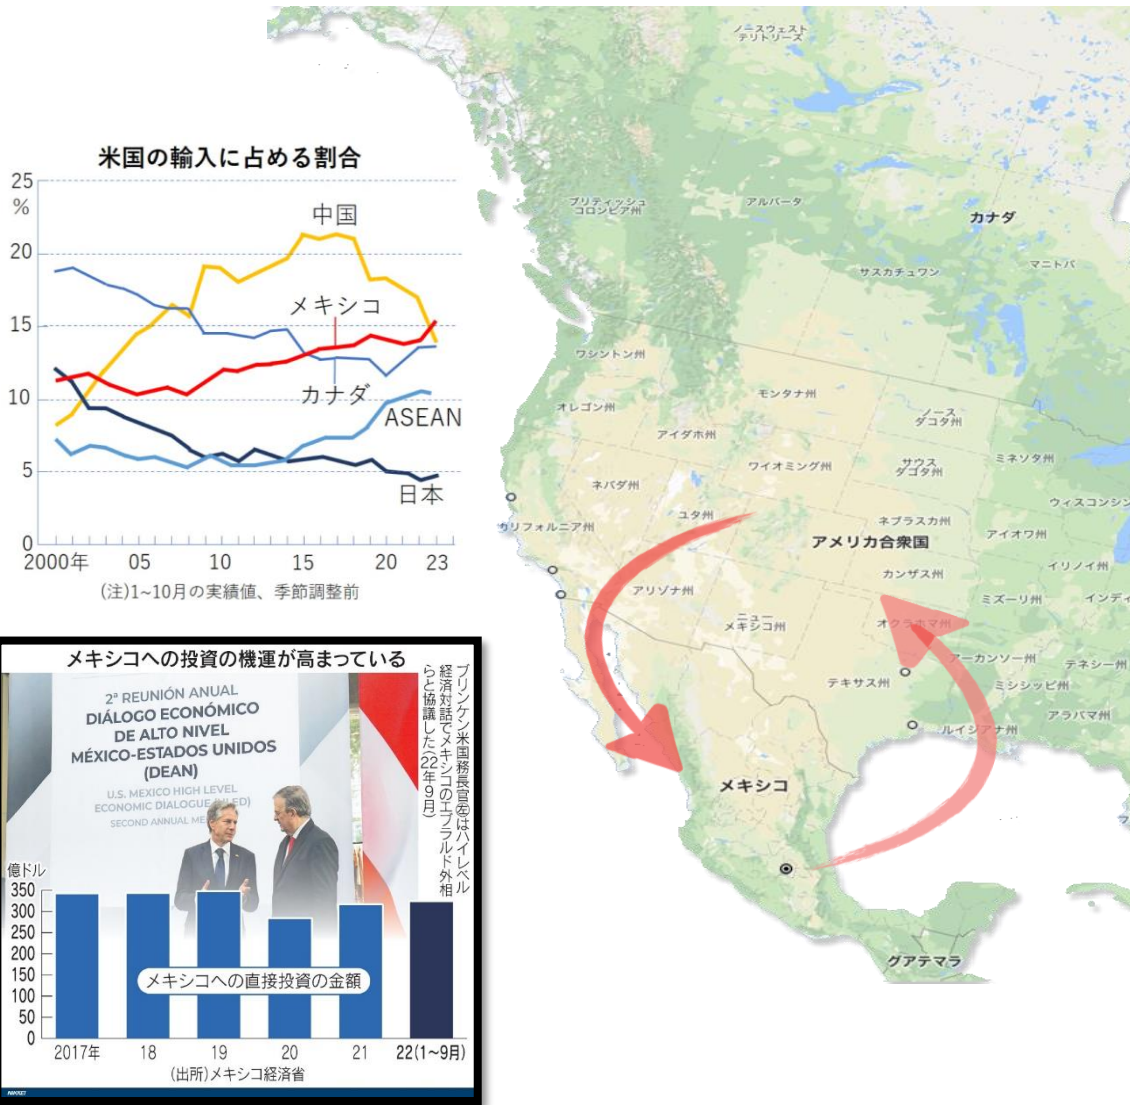 米国の輸入に占める割合
25
%
20
15
10
5
0
中国
メキシコ
カナダ
ASEAN
日本
2000年 05 10 15 20 23
(注)1~10月の実績値、季節調整前
メキシコへの投資の機運が高まっている
ブリンケン米国務長官㊧はハイレベル
経済対話でメキシコのエブラルド外相
らと協議した(22年9月)
2ª REUNIÓN ANUAL
DIÁLOGO ECONÓMICO
DE ALTO NIVEL
MÉXICO-ESTADOS UNIDOS
(DEAN)
U.S. MEXICO HIGH LEVEL
ECONOMIC DIALOGUE
SECOND ANNUAL
億ドル
350
300
250
200
150
100
50
0
メキシコへの直接投資の金額
2017年 18 19 20 21 22(1~9月)
(出所)メキシコ経済省
NIKKEI
ノースウェスト
テリトリーズ
ブリティッシュ
コロンビア州
アルバータ
カナダ
サスカチュワン
マニトバ
ワシントン州
モンタナ州
ノース
ダコタ州
オレゴン州
アイダホ州
ワイオミング州
サウス
ダコタ州
ミネソタ州
ネバダ州
ウィスコンシン
ユタ州
ネブラスカ州
カリフォルニア州
アメリカ合衆国
アイオワ州
カンザス州
イリノイ州
アリゾナ州
ミズーリ州
インディ
ニュー
メキシコ州
オクラホマ州
アーカンソー州
テネシー州
テキサス州
ミシシッピ州
アラバマ州
ルイジアナ州
メキシコ
グアテマラ